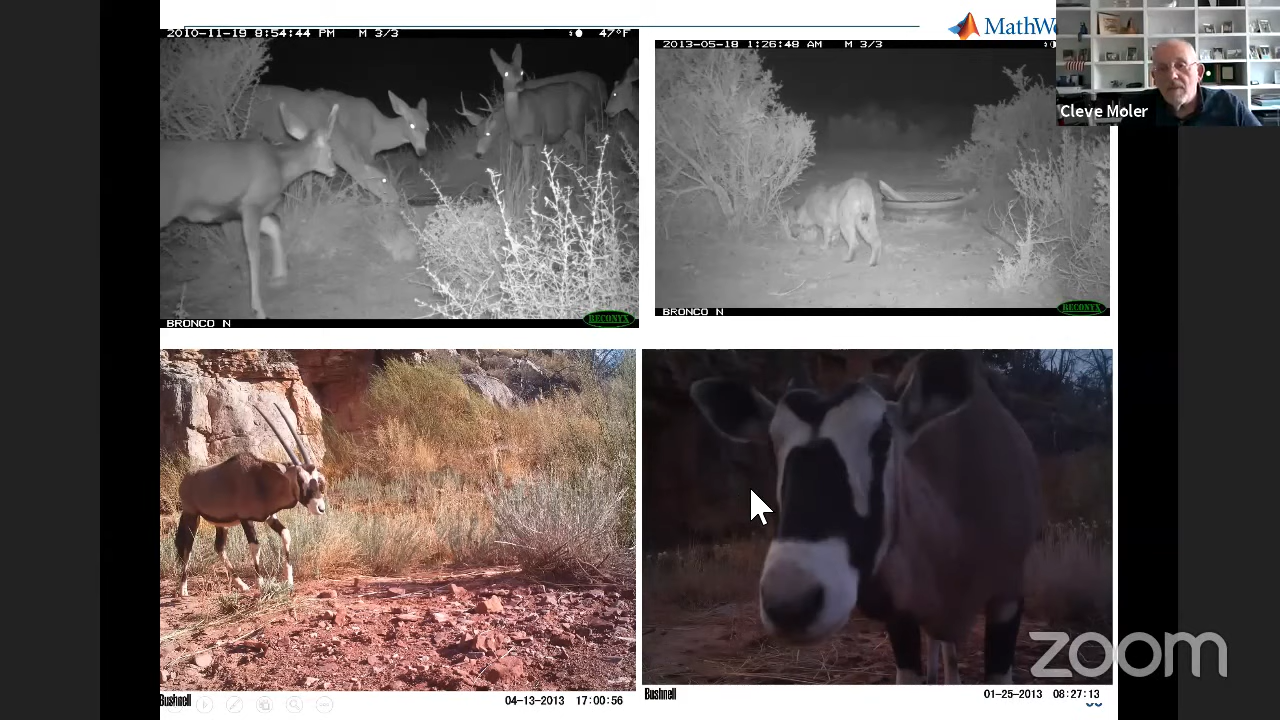 2010-11-19 8:54:44 PM M 3/3 47°F
MathWo
2013-05-18 1:26:48 AM M 3/3
Cleve Moler
BRONCO N RECONYX
BRONCO N RECONYX
Bushnell 04-13-2013 17:00:56
Bushnell 01-25-2013 08:27:13
zoom